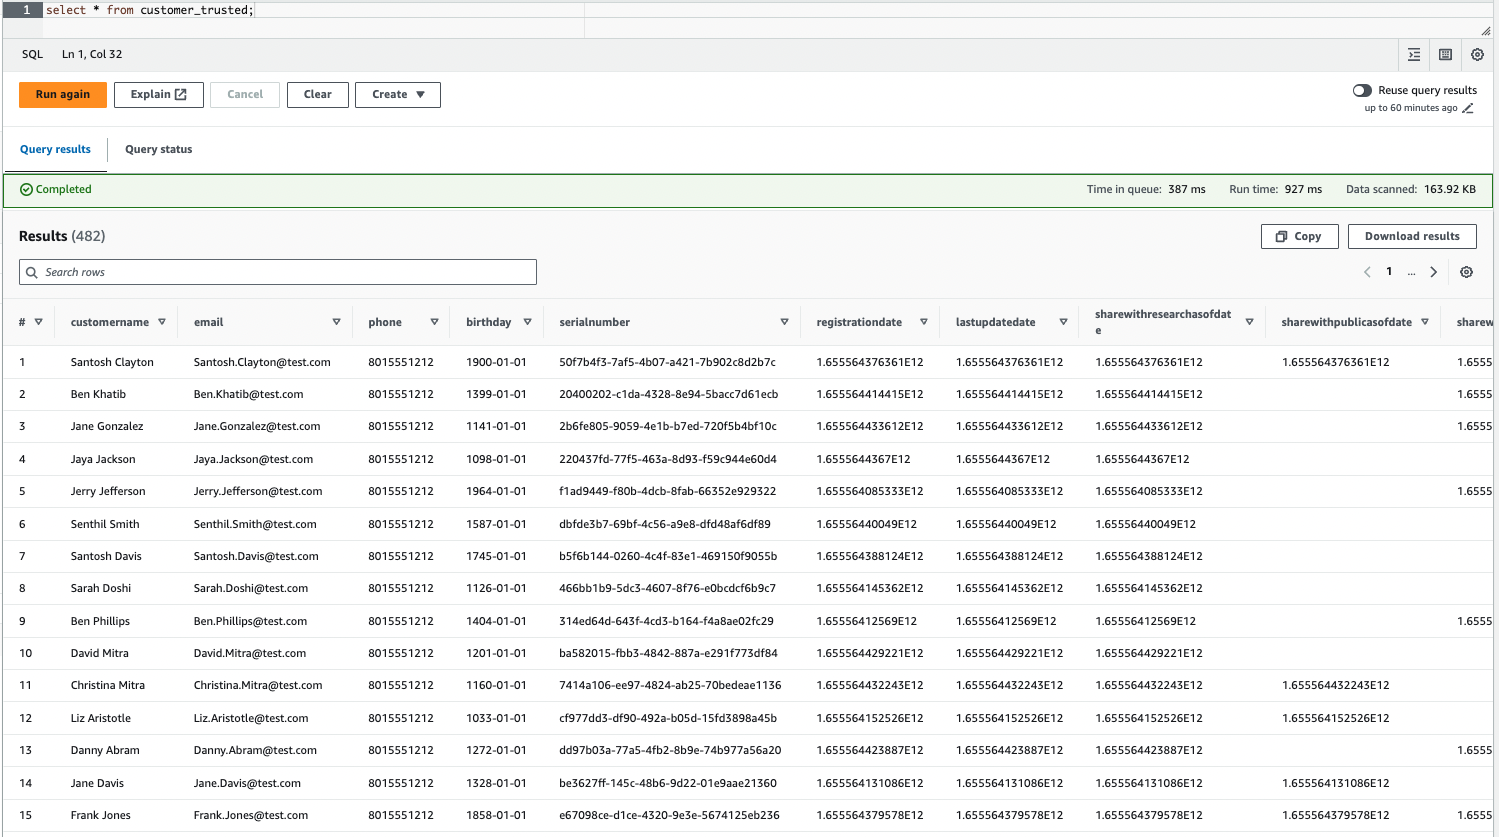 1 select * from customer_trusted;
SQL Ln 1, Col 32
Run again Explain Cancel Clear Create
Reuse query results
up to 60 minutes ago
Query results Query status
Completed Time in queue: 387 ms Run time: 927 ms Data scanned: 163.92 KB
Results (482) Copy Download results
Search rows 1 ...
# customername email phone birthday serialnumber registrationdate lastupdatedate sharewithresearchasofdat
e sharewithpublicasofdate sharew
1 Santosh Clayton Santosh.Clayton@test.com 8015551212 1900-01-01 50f7b4f3-7af5-4b07-a421-7b902c8d2b7c 1.655564376361E12 1.655564376361E12 1.655564376361E12 1.655564376361E12 1.6555
2 Ben Khatib Ben.Khatib@test.com 8015551212 1399-01-01 20400202-c1da-4328-8e94-5bacc7d61ecb 1.655564414415E12 1.655564414415E12 1.655564414415E12 1.6555
3 Jane Gonzalez Jane.Gonzalez@test.com 8015551212 1141-01-01 2b6fe805-9059-4e1b-b7ed-720f5b4bf10c 1.655564433612E12 1.655564433612E12 1.655564433612E12 1.6555
4 Jaya Jackson Jaya.Jackson@test.com 8015551212 1098-01-01 220437fd-77f5-463a-8d93-f59c944e60d4 1.6555644367E12 1.6555644367E12 1.6555644367E12
5 Jerry Jefferson Jerry.Jefferson@test.com 8015551212 1964-01-01 f1ad9449-f80b-4dcb-8fab-66352e929322 1.655564085333E12 1.655564085333E12 1.655564085333E12 1.6555
6 Senthil Smith Senthil.Smith@test.com 8015551212 1587-01-01 dbfde3b7-69bf-4c56-a9e8-dfd48af6df89 1.65556440049E12 1.65556440049E12 1.65556440049E12
7 Santosh Davis Santosh.Davis@test.com 8015551212 1745-01-01 b5f6b144-0260-4c4f-83e1-469150f9055b 1.655564388124E12 1.655564388124E12 1.655564388124E12
8 Sarah Doshi Sarah.Doshi@test.com 8015551212 1126-01-01 466bb1b9-5dc3-4607-8f76-e0bcdcf6b9c7 1.655564145362E12 1.655564145362E12 1.655564145362E12
9 Ben Phillips Ben.Phillips@test.com 8015551212 1404-01-01 314ed64d-643f-4cd3-b164-f4a8ae02fc29 1.65556412569E12 1.65556412569E12 1.65556412569E12 1.6555
10 David Mitra David.Mitra@test.com 8015551212 1201-01-01 ba582015-fbb3-4842-887a-e291f773df84 1.655564429221E12 1.655564429221E12 1.655564429221E12
11 Christina Mitra Christina.Mitra@test.com 8015551212 1160-01-01 7414a106-ee97-4824-ab25-70bedeae1136 1.655564432243E12 1.655564432243E12 1.655564432243E12 1.655564432243E12
12 Liz Aristotle Liz.Aristotle@test.com 8015551212 1033-01-01 cf977dd3-df90-492a-b05d-15fd3898a45b 1.655564152526E12 1.655564152526E12 1.655564152526E12 1.655564152526E12
13 Danny Abram Danny.Abram@test.com 8015551212 1272-01-01 dd97b03a-77a5-4fb2-8b9e-74b977a56a20 1.655564423887E12 1.655564423887E12 1.655564423887E12 1.6555
14 Jane Davis Jane.Davis@test.com 8015551212 1328-01-01 be3627ff-145c-48b6-9d22-01e9aae21360 1.655564131086E12 1.655564131086E12 1.655564131086E12 1.655564131086E12
15 Frank Jones Frank.Jones@test.com 8015551212 1858-01-01 e67098ce-d1ce-4320-9e3e-5674125eb236 1.655564379578E12 1.655564379578E12 1.655564379578E12 1.655564379578E12 1.6555